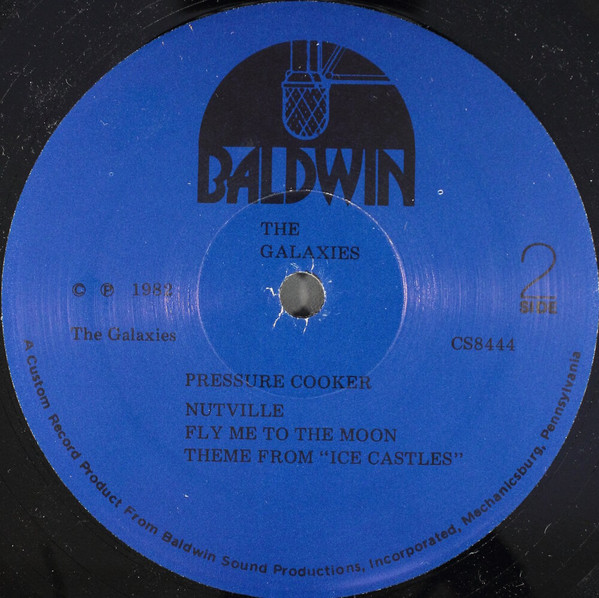 BALDWIN
THE
GALAXIES
© ℗ 1982
The Galaxies
2
SIDE
CS8444
PRESSURE COOKER
NUTVILLE
FLY ME TO THE MOON
THEME FROM “ICE CASTLES”
A Custom Record Product From Baldwin Sound Productions, Incorporated, Mechanicsburg, Pennsylvania